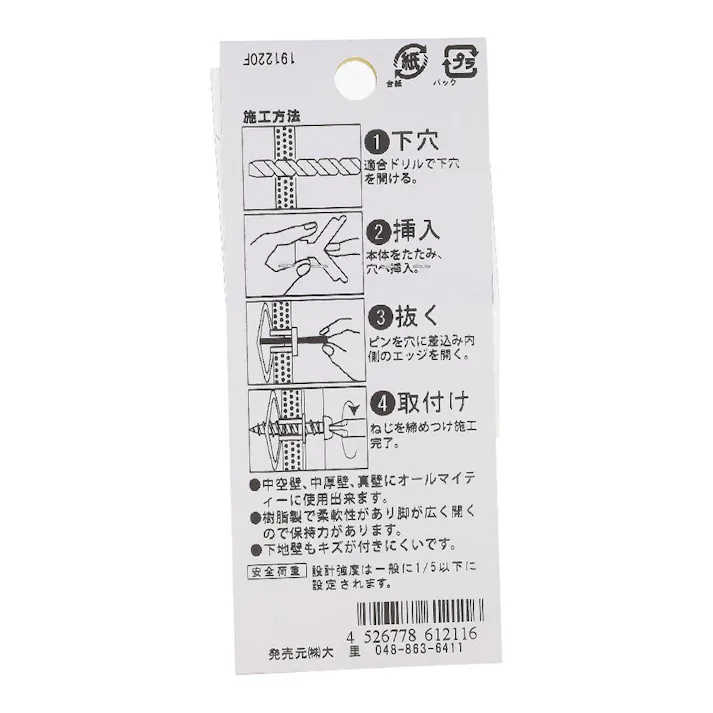 191220F
紙
台紙
プラ
パック
施工方法
1 下穴
適合ドリルで下穴
を開ける。
2 挿入
本体をたたみ、
穴へ挿入。
3 抜く
ピンを穴に差込み内
側のエッジを開く。
4 取付け
ねじを締めつけ施工
完了。
●中空壁、中厚壁、真壁にオールマイティ
ィーに使用出来ます。
●樹脂製で柔軟性があり脚が広く開く
ので保持力があります。
●下地壁もキズが付きにくいです。
安全荷重 設計強度は一般に1/5以下に
設定されます。
4 526778 612116
発売元㈱大 里 048-863-6411